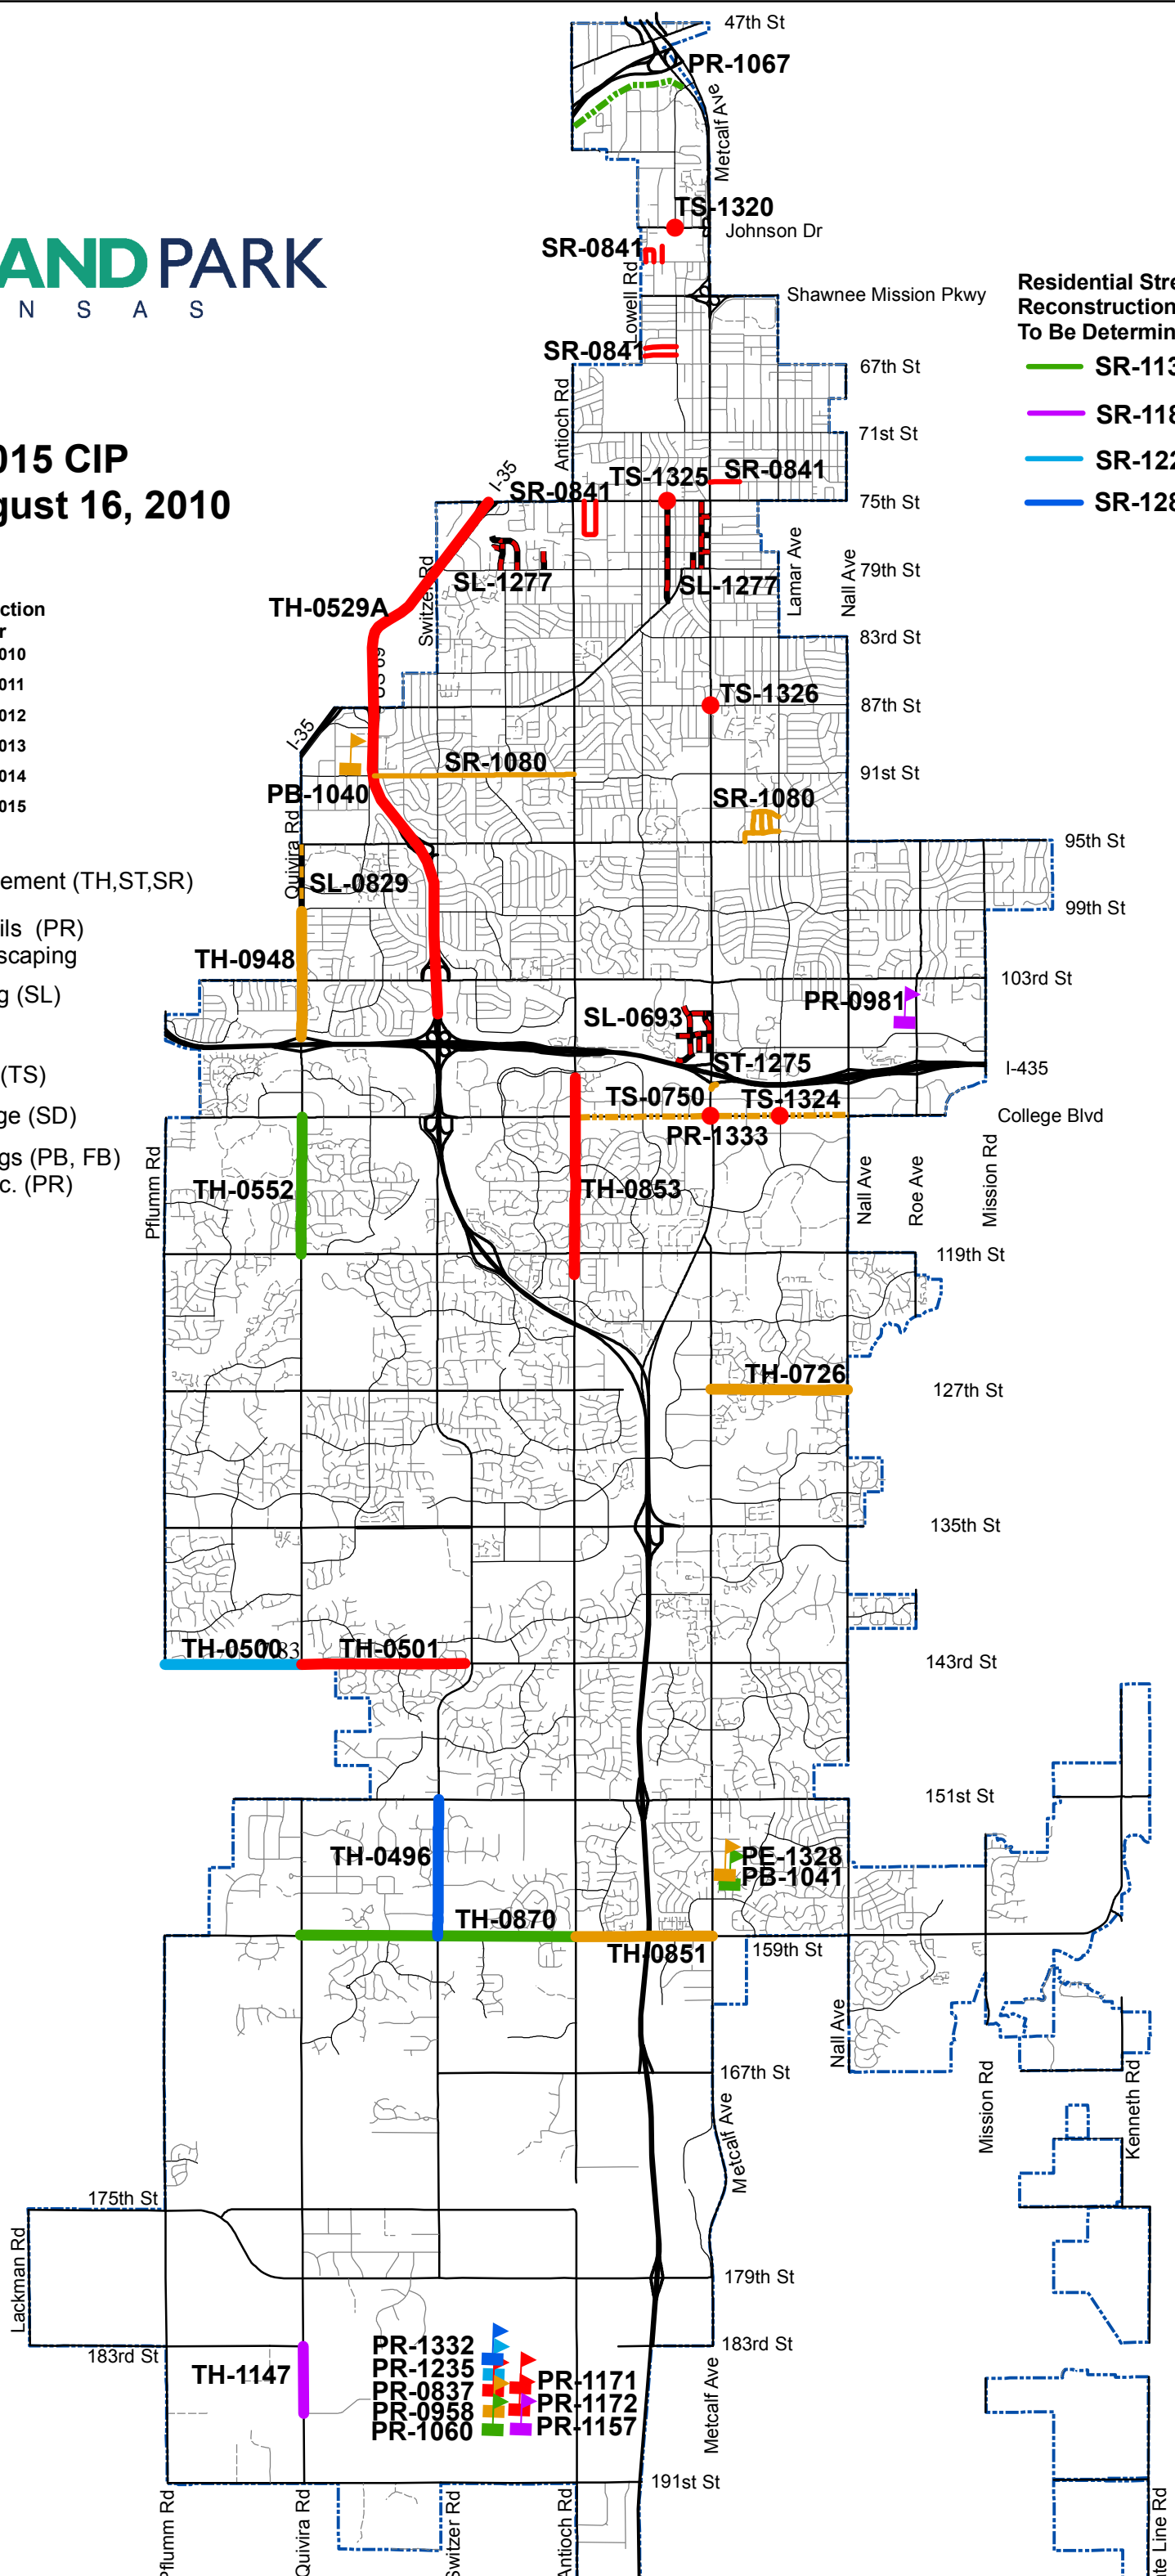 47th St
PR-1067
Metcalf Ave
TS-1320
Johnson Dr
SR-0841
AND PARK
N S A S
Lowell Rd
Shawnee Mission Pkwy
Residential Stre
Reconstruction
To Be Determin
SR-113
SR-118
SR-122
SR-128
SR-0841
67th St
Antioch Rd
71st St
015 CIP
gust 16, 2010
I-35
TS-1325
SR-0841
SR-0841
75th St
Switzer Rd
SL-1277
SL-1277
Lamar Ave
Nall Ave
79th St
TH-0529A
83rd St
ction
r
010
011
012
013
014
015
TS-1326
87th St
I-35
SR-1080
91st St
PB-1040
SR-1080
Quivira Rd
95th St
ement (TH,ST,SR)
SL-0829
99th St
ils (PR)
scaping
TH-0948
103rd St
g (SL)
PR-0981
SL-0693
ST-1275
I-435
(TS)
TS-0750
TS-1324
ge (SD)
College Blvd
PR-1333
gs (PB, FB)
c. (PR)
Pflumm Rd
TH-0552
TH-0853
Nall Ave
Roe Ave
Mission Rd
119th St
TH-0726
127th St
135th St
TH-0500
TH-0501
143rd St
151st St
TH-0496
PE-1328
PB-1041
TH-0870
TH-0851
159th St
Nall Ave
167th St
Metcalf Ave
Mission Rd
Kenneth Rd
175th St
Lackman Rd
179th St
183rd St
183rd St
TH-1147
PR-1332
PR-1235
PR-0837
PR-0958
PR-1060
PR-1171
PR-1172
PR-1157
Metcalf Ave
191st St
Pflumm Rd
Quivira Rd
Switzer Rd
Antioch Rd
te Line Rd